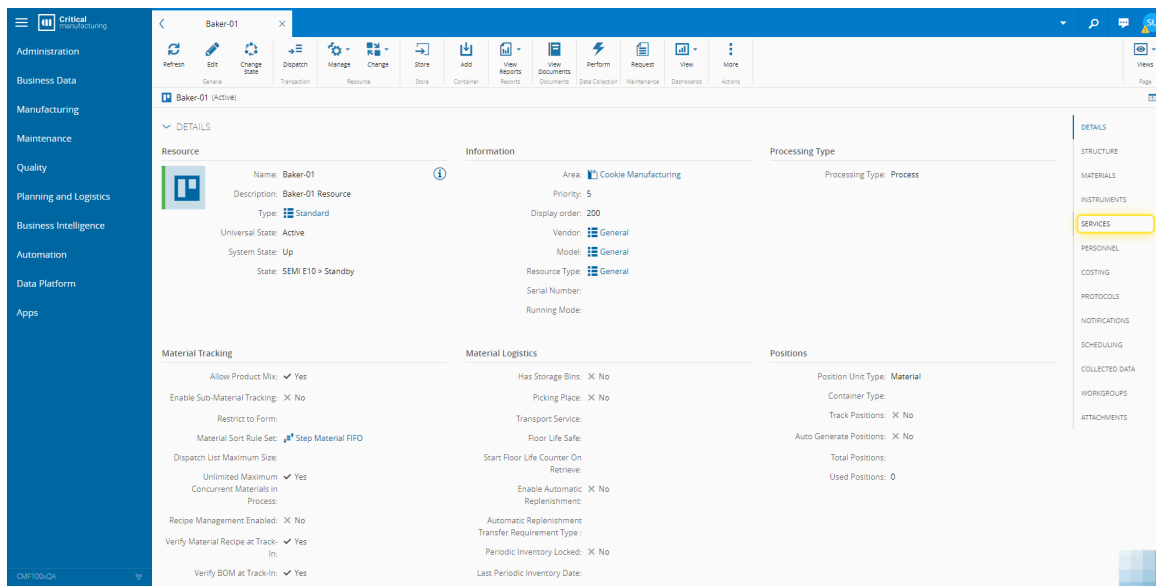 Critical
manufacturing
Baker-01
SU
Administration
Business Data
Manufacturing
Maintenance
Quality
Planning and Logistics
Business Intelligence
Automation
Data Platform
Apps
CMF100xQA
Refresh
Edit
Change State
Dispatch
Manage
Change
Store
Add
View Reports
View Documents
Perform
Request
View
More
Views
General
Transaction
Resource
Store
Container
Reports
Documents
Data Collection
Maintenance
Dashboards
Actions
Page
Baker-01 (Active)
DETAILS
Resource
Name: Baker-01
Description: Baker-01 Resource
Type: Standard
Universal State: Active
System State: Up
State: SEMI E10 > Standby
Information
Area: Cookie Manufacturing
Priority: 5
Display order: 200
Vendor: General
Model: General
Resource Type: General
Serial Number:
Running Mode:
Processing Type
Processing Type: Process
Material Tracking
Allow Product Mix: Yes
Enable Sub-Material Tracking: No
Restrict to Form:
Material Sort Rule Set: Step Material FIFO
Dispatch List Maximum Size:
Unlimited Maximum Yes
Concurrent Materials in
Process:
Recipe Management Enabled: No
Verify Material Recipe at Track- Yes
In:
Verify BOM at Track-In: Yes
Material Logistics
Has Storage Bins: No
Picking Place: No
Transport Service:
Floor Life Safe:
Start Floor Life Counter On
Retrieve:
Enable Automatic No
Replenishment:
Automatic Replenishment
Transfer Requirement Type :
Periodic Inventory Locked: No
Last Periodic Inventory Date:
Positions
Position Unit Type: Material
Container Type:
Track Positions: No
Auto Generate Positions: No
Total Positions:
Used Positions: 0
DETAILS
STRUCTURE
MATERIALS
INSTRUMENTS
SERVICES
PERSONNEL
COSTING
PROTOCOLS
NOTIFICATIONS
SCHEDULING
COLLECTED DATA
WORKGROUPS
ATTACHMENTS